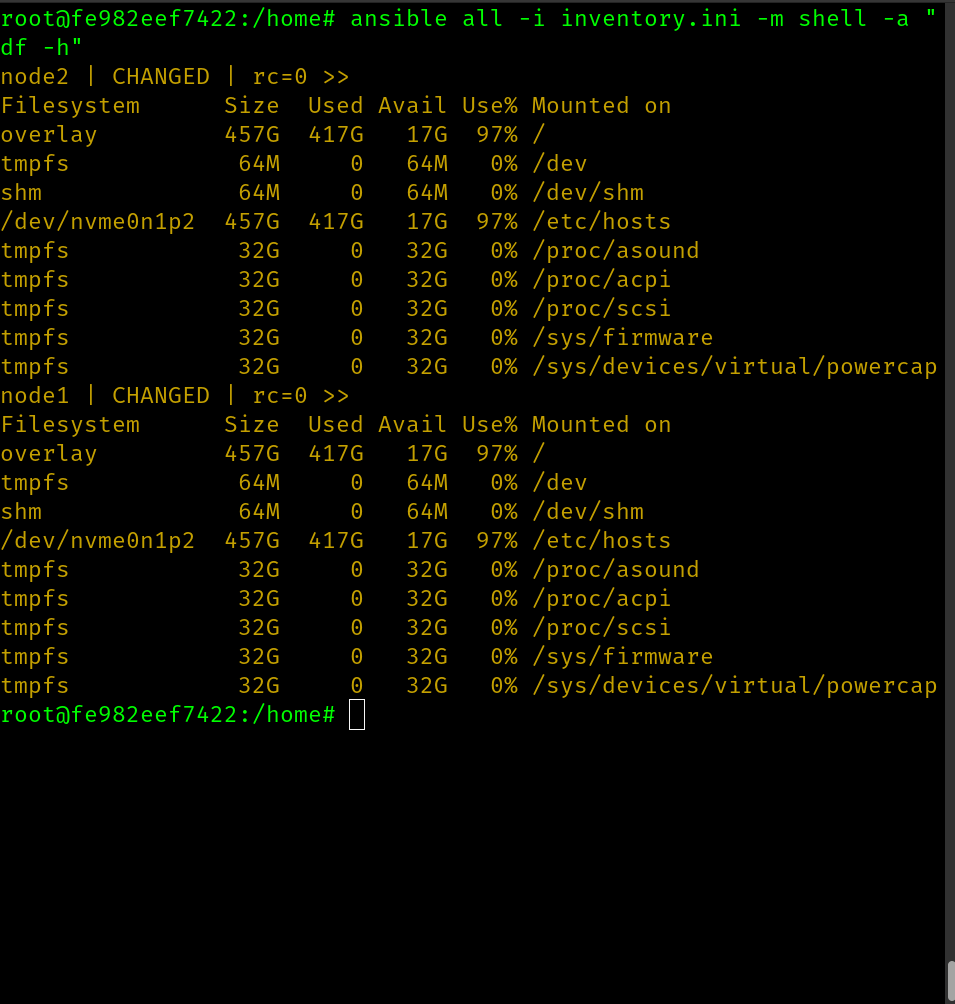 root@fe982eef7422:/home# ansible all -i inventory.ini -m shell -a "
df -h"
node2 | CHANGED | rc=0 >>
Filesystem      Size  Used Avail Use% Mounted on
overlay         457G  417G   17G  97% /
tmpfs            64M     0   64M   0% /dev
shm              64M     0   64M   0% /dev/shm
/dev/nvme0n1p2  457G  417G   17G  97% /etc/hosts
tmpfs            32G     0   32G   0% /proc/asound
tmpfs            32G     0   32G   0% /proc/acpi
tmpfs            32G     0   32G   0% /proc/scsi
tmpfs            32G     0   32G   0% /sys/firmware
tmpfs            32G     0   32G   0% /sys/devices/virtual/powercap
node1 | CHANGED | rc=0 >>
Filesystem      Size  Used Avail Use% Mounted on
overlay         457G  417G   17G  97% /
tmpfs            64M     0   64M   0% /dev
shm              64M     0   64M   0% /dev/shm
/dev/nvme0n1p2  457G  417G   17G  97% /etc/hosts
tmpfs            32G     0   32G   0% /proc/asound
tmpfs            32G     0   32G   0% /proc/acpi
tmpfs            32G     0   32G   0% /proc/scsi
tmpfs            32G     0   32G   0% /sys/firmware
tmpfs            32G     0   32G   0% /sys/devices/virtual/powercap
root@fe982eef7422:/home#